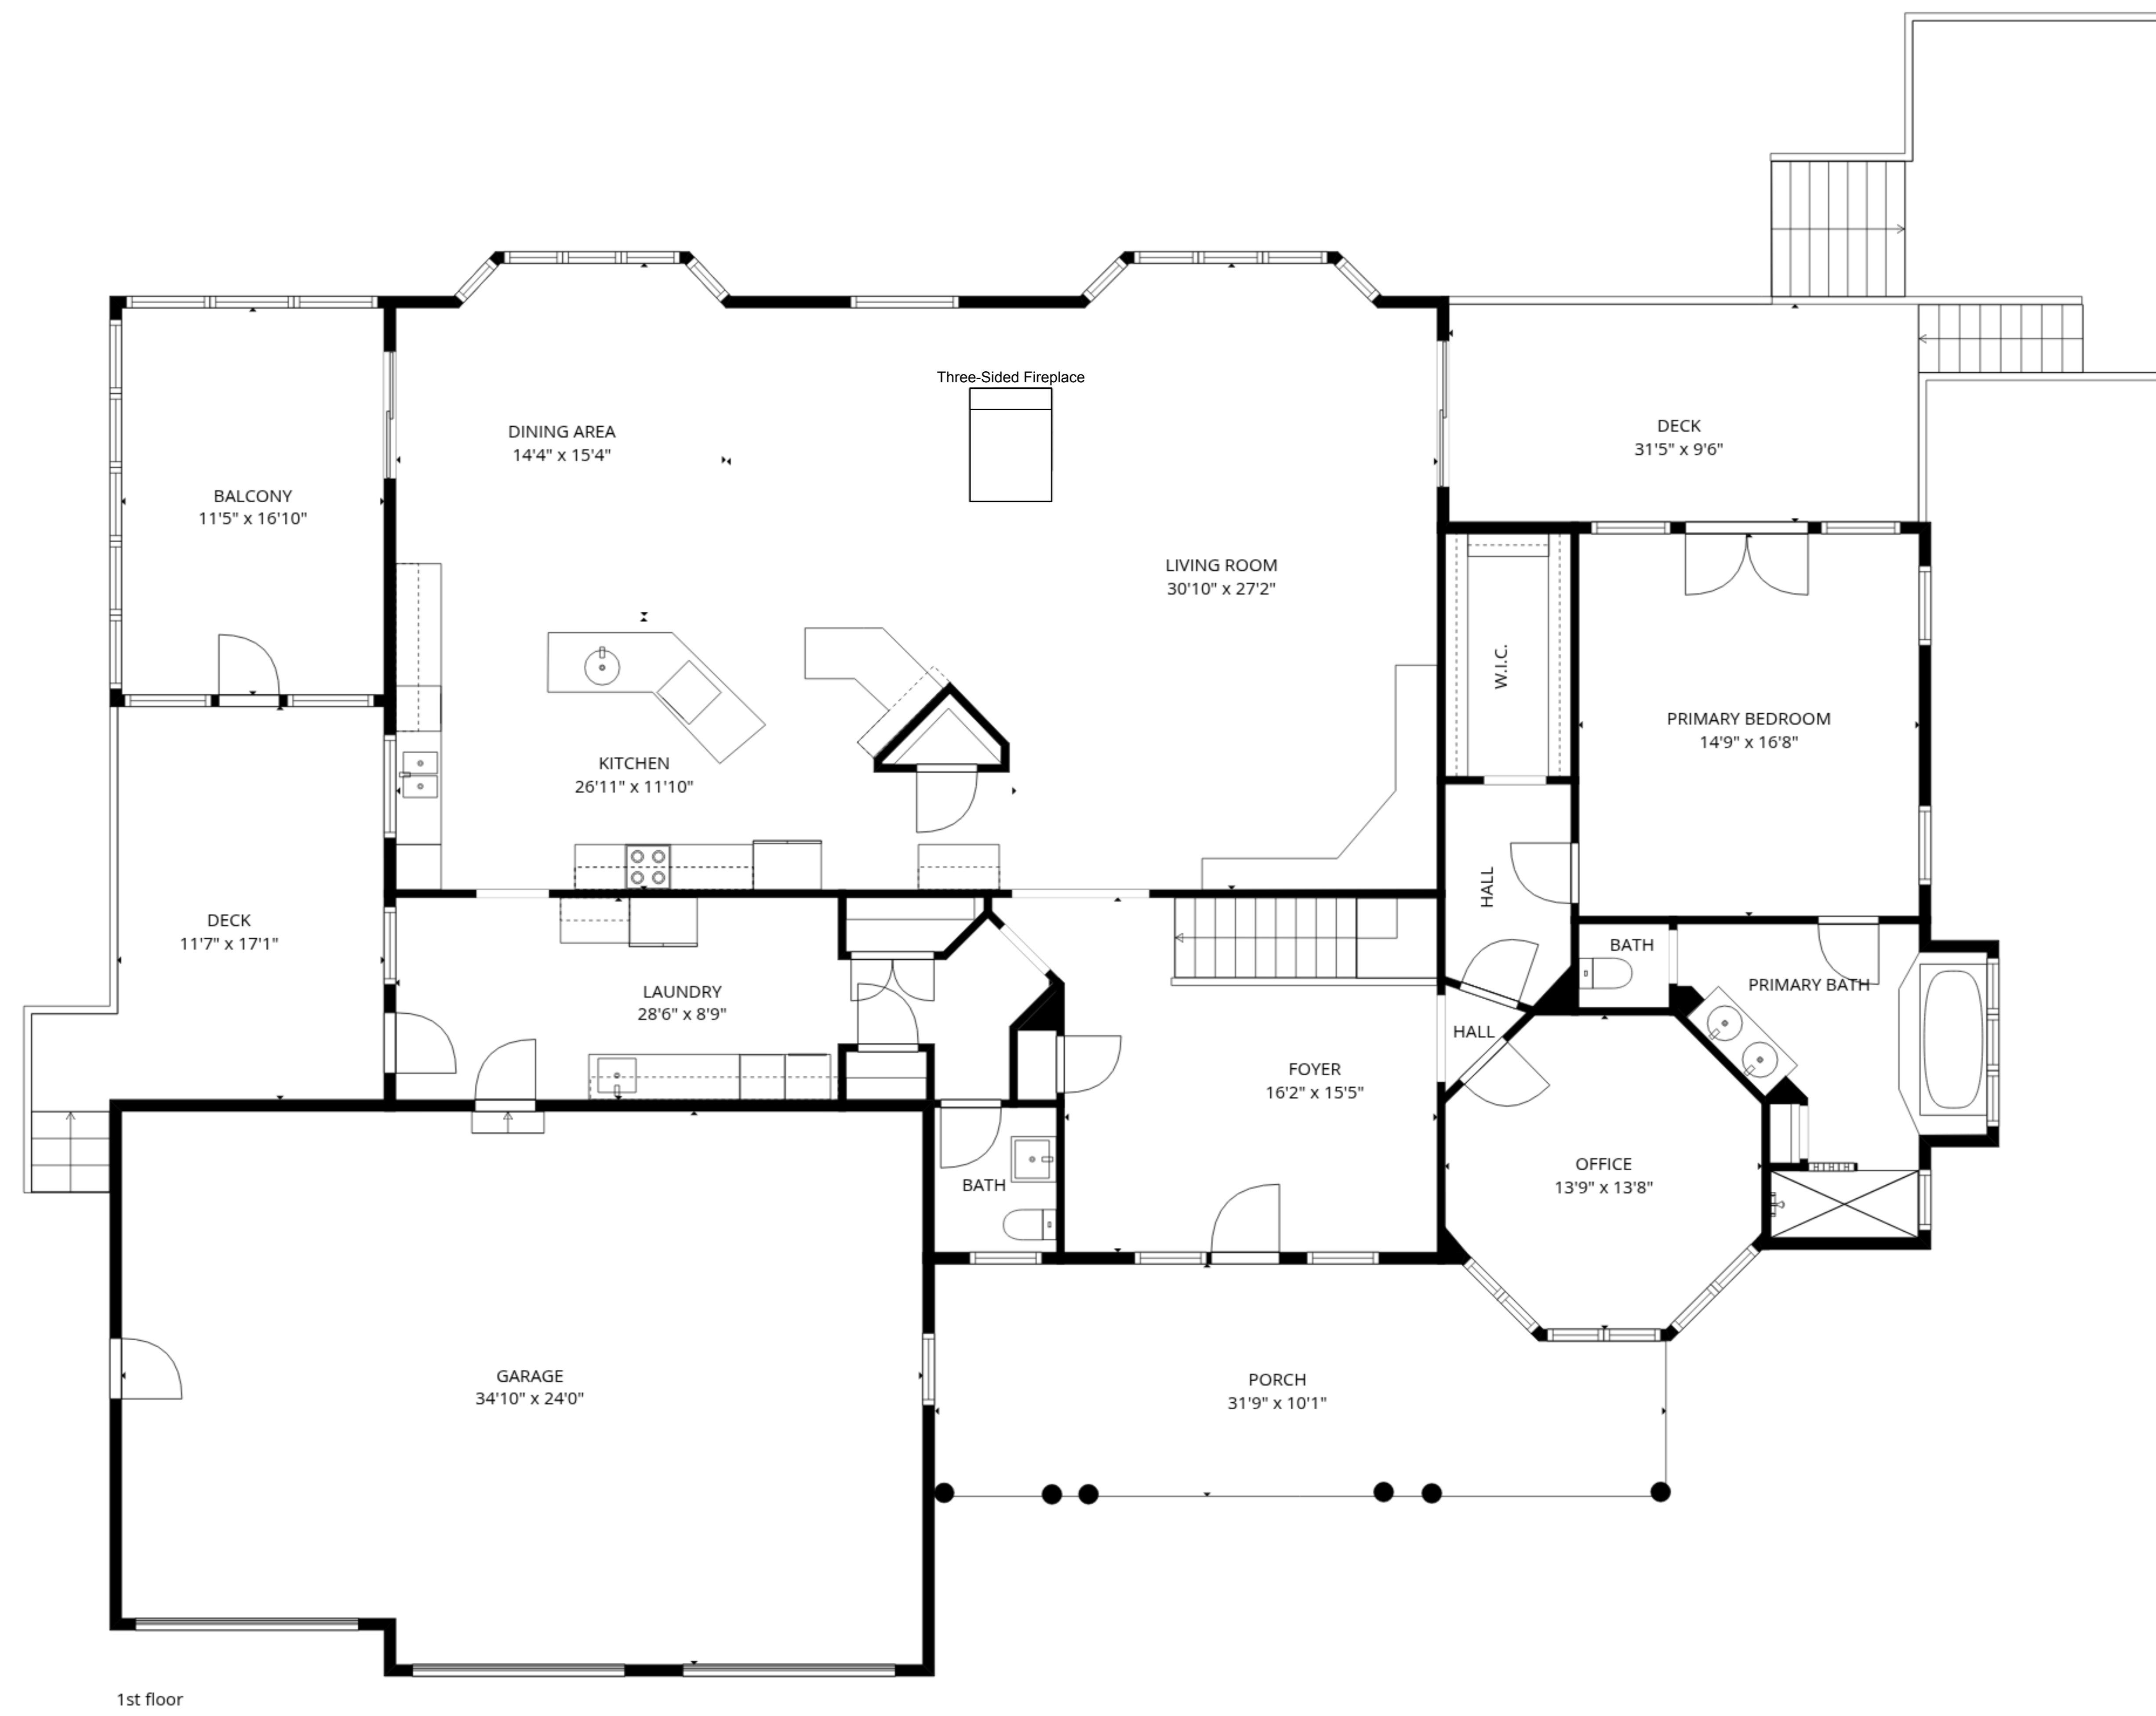 Three-Sided Fireplace
DINING AREA
14'4" x 15'4"
DECK
31'5" x 9'6"
BALCONY
11'5" x 16'10"
LIVING ROOM
30'10" x 27'2"
W.I.C.
PRIMARY BEDROOM
14'9" x 16'8"
KITCHEN
26'11" x 11'10"
HALL
DECK
11'7" x 17'1"
BATH
PRIMARY BATH
LAUNDRY
28'6" x 8'9"
HALL
FOYER
16'2" x 15'5"
OFFICE
13'9" x 13'8"
BATH
GARAGE
34'10" x 24'0"
PORCH
31'9" x 10'1"
1st floor